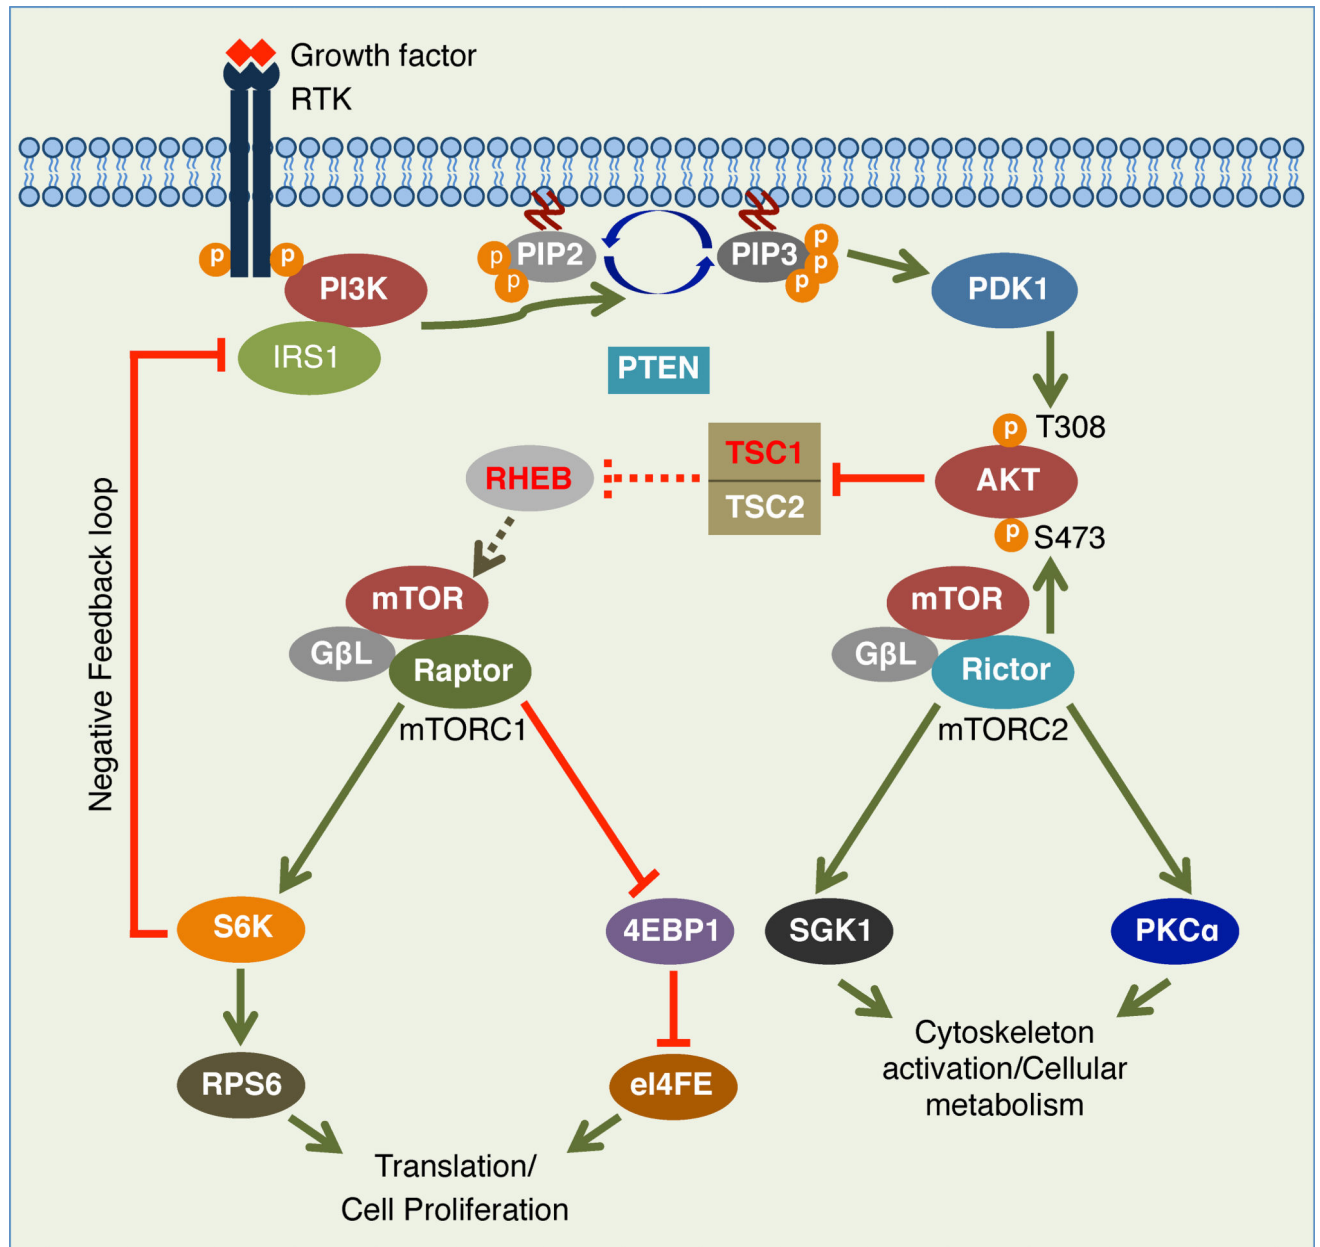 Growth factor
RTK
p
p
PI3K
IRS1
p
p
PIP2
PIP3
p
p
p
PDK1
PTEN
p
T308
AKT
p
S473
TSC1
TSC2
RHEB
mTOR
GβL
Raptor
mTORC1
mTOR
GβL
Rictor
mTORC2
Negative Feedback loop
S6K
4EBP1
SGK1
PKCα
RPS6
eI4FE
Cytoskeleton
activation/Cellular
metabolism
Translation/
Cell Proliferation